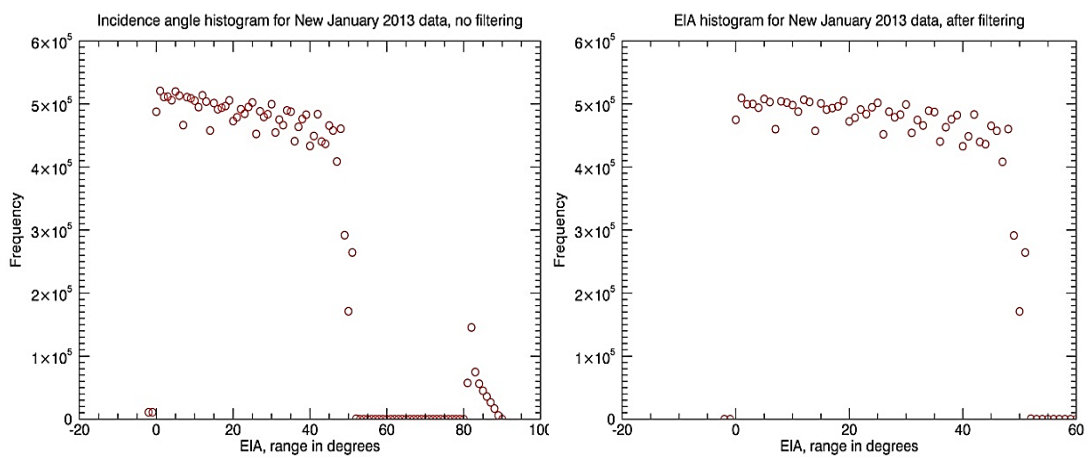 Incidence angle histogram for New January 2013 data, no filtering
6×10⁵
5×10⁵
4×10⁵
3×10⁵
2×10⁵
1×10⁵
0
Frequency
-20 0 20 40 60 80 10
EIA, range in degrees
EIA histogram for New January 2013 data, after filtering
6×10⁵
5×10⁵
4×10⁵
3×10⁵
2×10⁵
1×10⁵
0
Frequency
-20 0 20 40 60
EIA, range in degrees